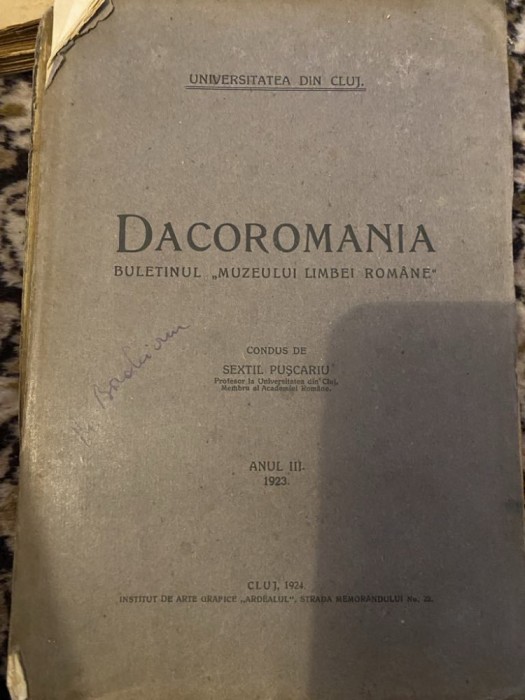 UNIVERSITATEA DIN CLUJ.
DACOROMANIA
BULETINUL „MUZEULUI LIMBEI ROMÂNE“
CONDUS DE
SEXTIL PUȘCARIU
Profesor la Universitatea din Cluj,
Membru al Academiei Române.
ANUL III.
1923.
CLUJ, 1924.
INSTITUT DE ARTE GRAFICE „ARDEALUL“, STRADA MEMORANDULUI No. 22.